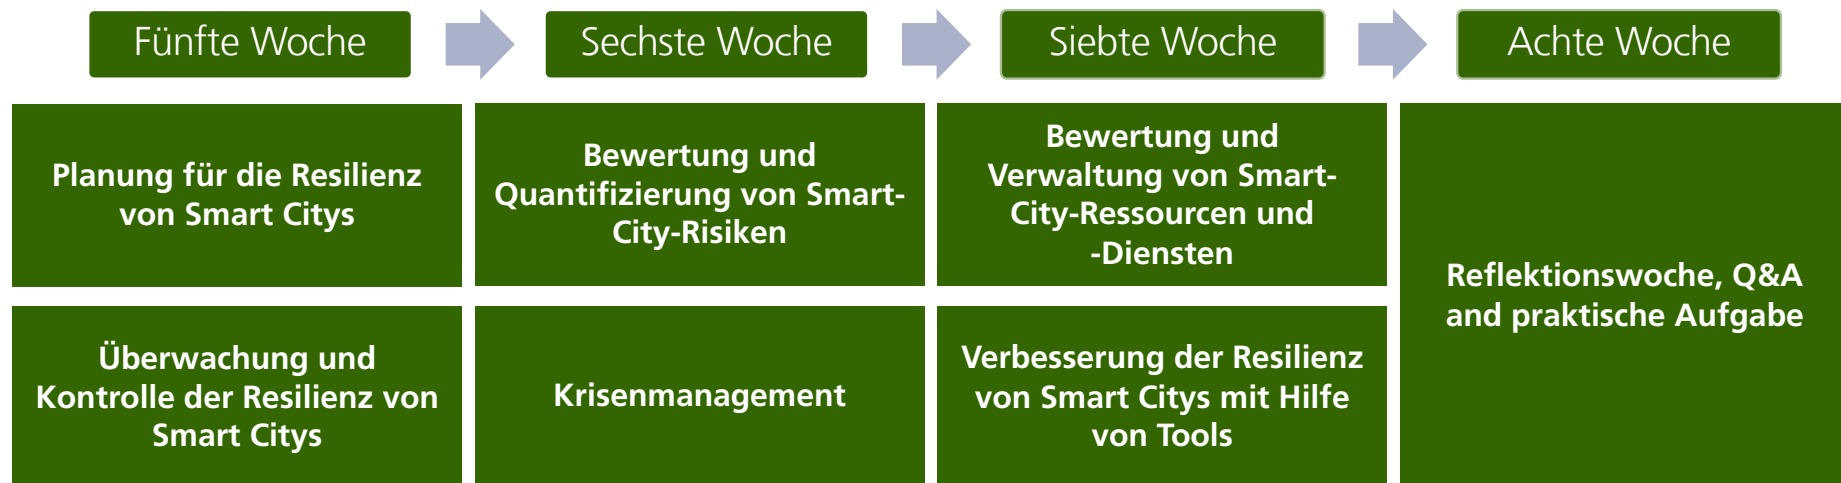 Fünfte Woche
Sechste Woche
Siebte Woche
Achte Woche
Planung für die Resilienz
von Smart Citys
Bewertung und
Quantifizierung von Smart-
City-Risiken
Bewertung und
Verwaltung von Smart-
City-Ressourcen und
-Diensten
Reflektionswoche, Q&A
and praktische Aufgabe
Überwachung und
Kontrolle der Resilienz von
Smart Citys
Krisenmanagement
Verbesserung der Resilienz
von Smart Citys mit Hilfe
von Tools